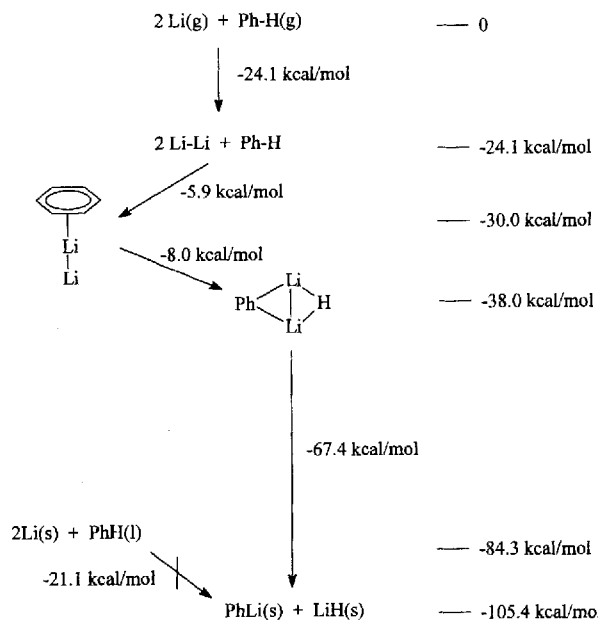 2 Li(g) + Ph-H(g) 0
-24.1 kcal/mol
2 Li-Li + Ph-H -24.1 kcal/mol
-5.9 kcal/mol
-30.0 kcal/mol
Li
Li
-8.0 kcal/mol
Li
Ph H -38.0 kcal/mol
Li
-67.4 kcal/mol
2Li(s) + PhH(l)
-84.3 kcal/mol
-21.1 kcal/mol
PhLi(s) + LiH(s) -105.4 kcal/mo